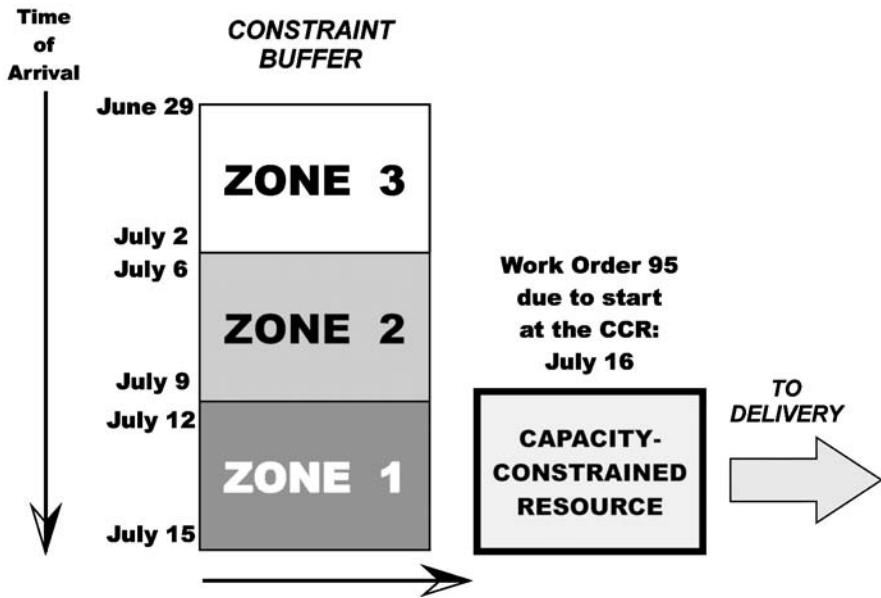 Time
of
Arrival
CONSTRAINT
BUFFER
June 29
ZONE 3
July 2
July 6
ZONE 2
July 9
July 12
ZONE 1
July 15
Work Order 95
due to start
at the CCR:
July 16
CAPACITY-
CONSTRAINED
RESOURCE
TO
DELIVERY